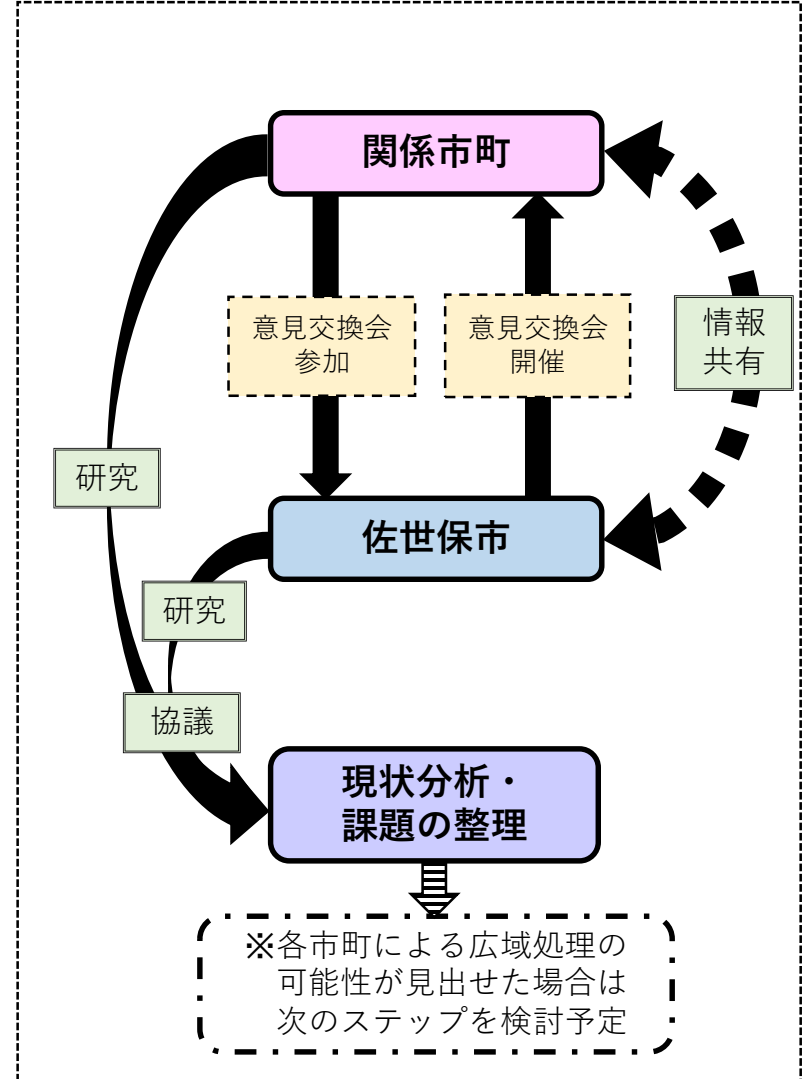 関係市町
意見交換会
参加
意見交換会
開催
情報
共有
研究
佐世保市
研究
協議
現状分析・
課題の整理
※各市町による広域処理の
可能性が見出せた場合は
次のステップを検討予定